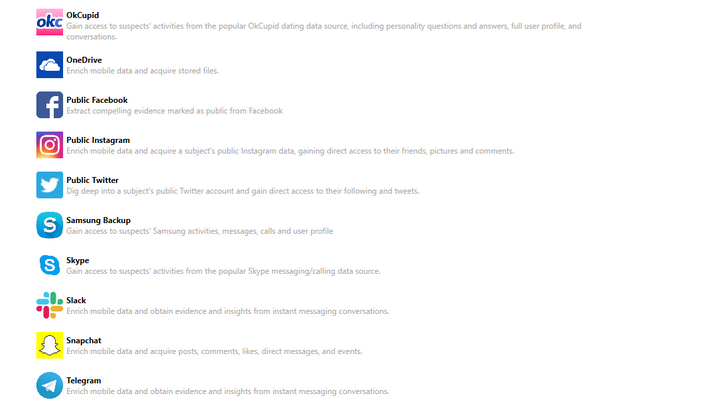 okc
OkCupid
Gain access to suspects' activities from the popular OkCupid dating data source, including personality questions and answers, full user profile, and
conversations.
OneDrive
Enrich mobile data and acquire stored files.
f
Public Facebook
Extract compelling evidence marked as public from Facebook
Public Instagram
Enrich mobile data and acquire a subject's public Instagram data, gaining direct access to their friends, pictures and comments.
Public Twitter
Dig deep into a subject's public Twitter account and gain direct access to their following and tweets.
S
Samsung Backup
Gain access to suspects' Samsung activities, messages, calls and user profile
S
Skype
Gain access to suspects' activities from the popular Skype messaging/calling data source.
Slack
Enrich mobile data and obtain evidence and insights from instant messaging conversations.
Snapchat
Enrich mobile data and acquire posts, comments, likes, direct messages, and events.
Telegram
Enrich mobile data and obtain evidence and insights from instant messaging conversations.